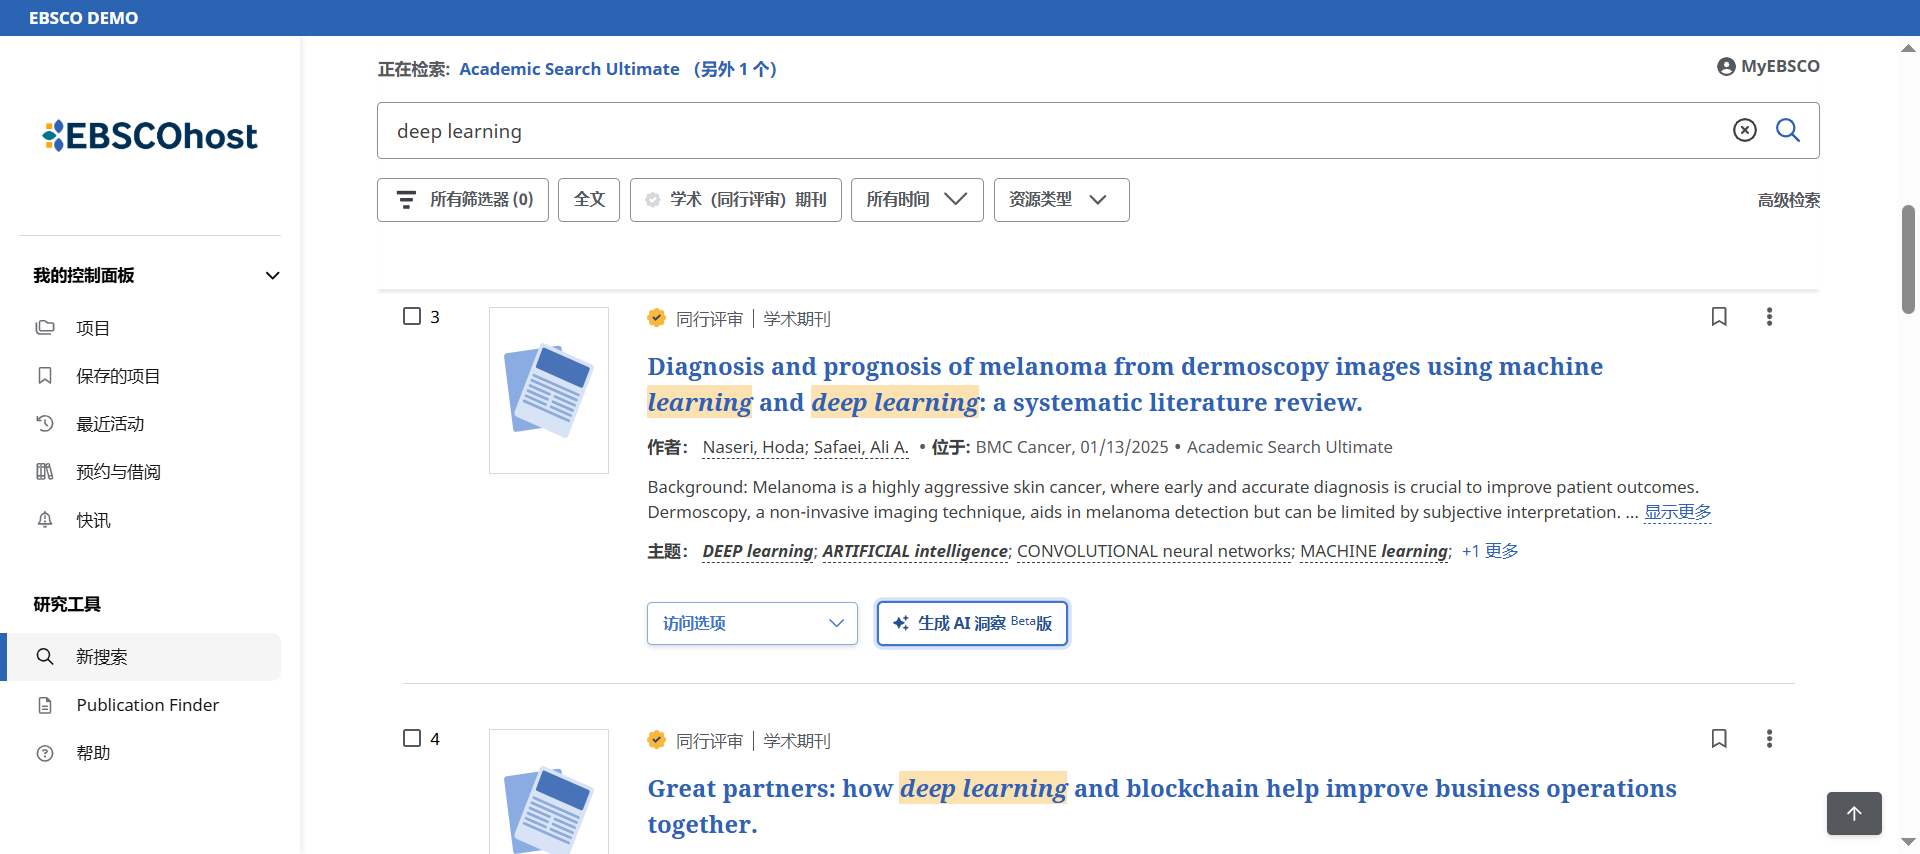 EBSCO DEMO
正在检索: Academic Search Ultimate （另外 1 个）
MyEBSCO
EBSCOhost
deep learning
所有筛选器 (0)
全文
学术（同行评审）期刊
所有时间
资源类型
高级检索
我的控制面板
项目
保存的项目
最近活动
预约与借阅
快讯
研究工具
新搜索
Publication Finder
帮助
3
同行评审 | 学术期刊
Diagnosis and prognosis of melanoma from dermoscopy images using machine
learning and deep learning: a systematic literature review.
作者： Naseri, Hoda; Safaei, Ali A. • 位于: BMC Cancer, 01/13/2025 • Academic Search Ultimate
Background: Melanoma is a highly aggressive skin cancer, where early and accurate diagnosis is crucial to improve patient outcomes.
Dermoscopy, a non-invasive imaging technique, aids in melanoma detection but can be limited by subjective interpretation. ... 显示更多
主题： DEEP learning; ARTIFICIAL intelligence; CONVOLUTIONAL neural networks; MACHINE learning; +1 更多
访问选项
生成 AI 洞察 Beta版
4
同行评审 | 学术期刊
Great partners: how deep learning and blockchain help improve business operations
together.